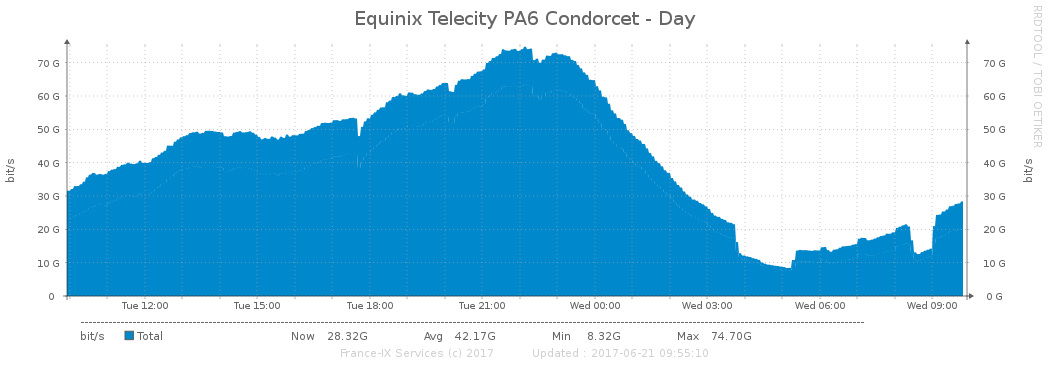 Equinix Telecity PA6 Condorcet - Day
RRDTOOL / TOBI OETIKER
bit/s
bit/s
70 G
70 G
60 G
60 G
50 G
50 G
40 G
40 G
30 G
30 G
20 G
20 G
10 G
10 G
0
0 G
Tue 12:00 Tue 15:00 Tue 18:00 Tue 21:00 Wed 00:00 Wed 03:00 Wed 06:00 Wed 09:00
bit/s Total Now 28.32G Avg 42.17G Min 8.32G Max 74.70G
France-IX Services (c) 2017 Updated : 2017-06-21 09:55:10